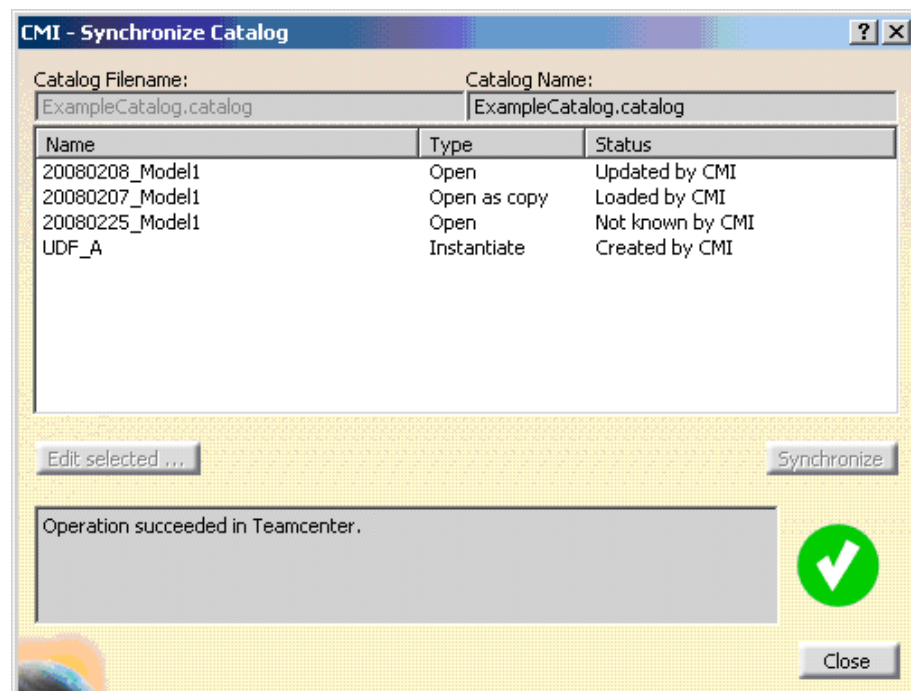 CMI - Synchronize Catalog
Catalog Filename: Catalog Name:
ExampleCatalog.catalog ExampleCatalog.catalog
Name Type Status
20080208_Model1 Open Updated by CMI
20080207_Model1 Open as copy Loaded by CMI
20080225_Model1 Open Not known by CMI
UDF_A Instantiate Created by CMI
Edit selected ... Synchronize
Operation succeeded in Teamcenter.
Close